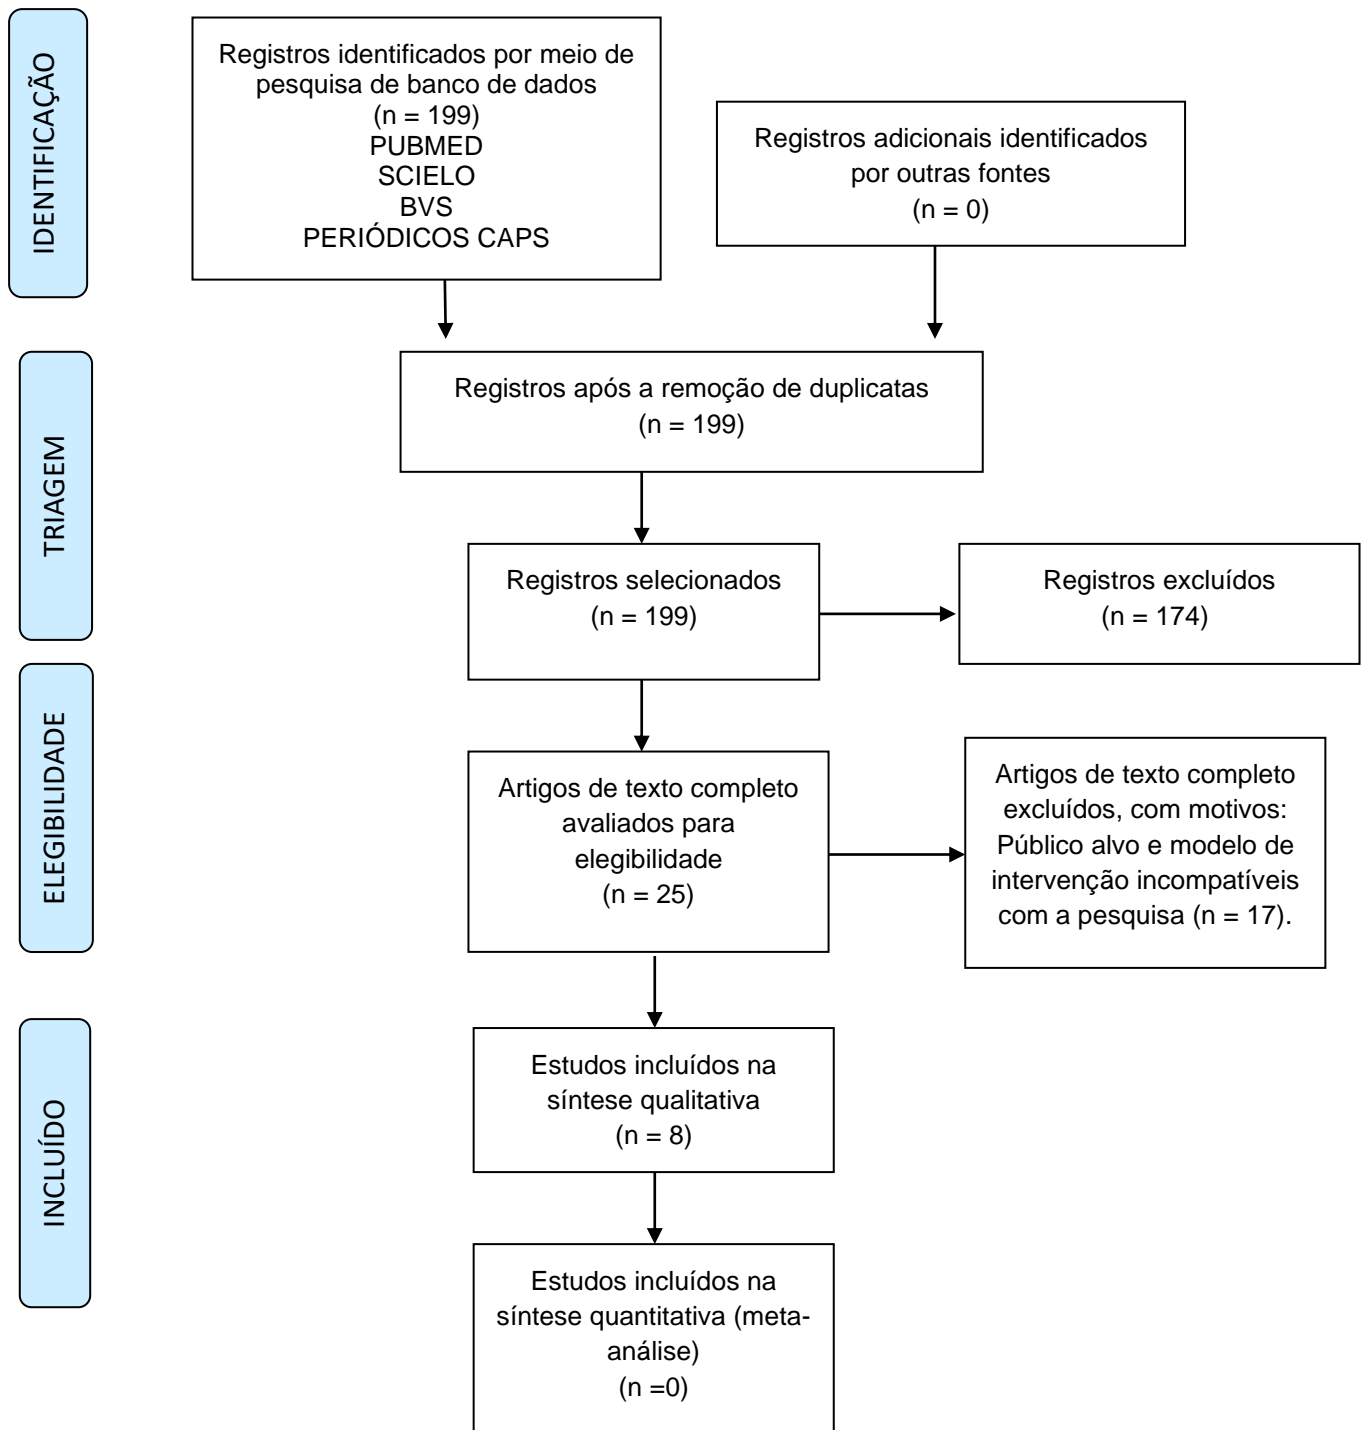 IDENTIFICAÇÃO
Registros identificados por meio de
pesquisa de banco de dados
(n = 199)
PUBMED
SCIELO
BVS
PERIÓDICOS CAPS
Registros adicionais identificados
por outras fontes
(n = 0)
TRIAGEM
Registros após a remoção de duplicatas
(n = 199)
Registros selecionados
(n = 199)
Registros excluídos
(n = 174)
ELEGIBILIDADE
Artigos de texto completo
avaliados para
elegibilidade
(n = 25)
Artigos de texto completo
excluídos, com motivos:
Público alvo e modelo de
intervenção incompatíveis
com a pesquisa (n = 17).
INCLUÍDO
Estudos incluídos na
síntese qualitativa
(n = 8)
Estudos incluídos na
síntese quantitativa (meta-
análise)
(n =0)